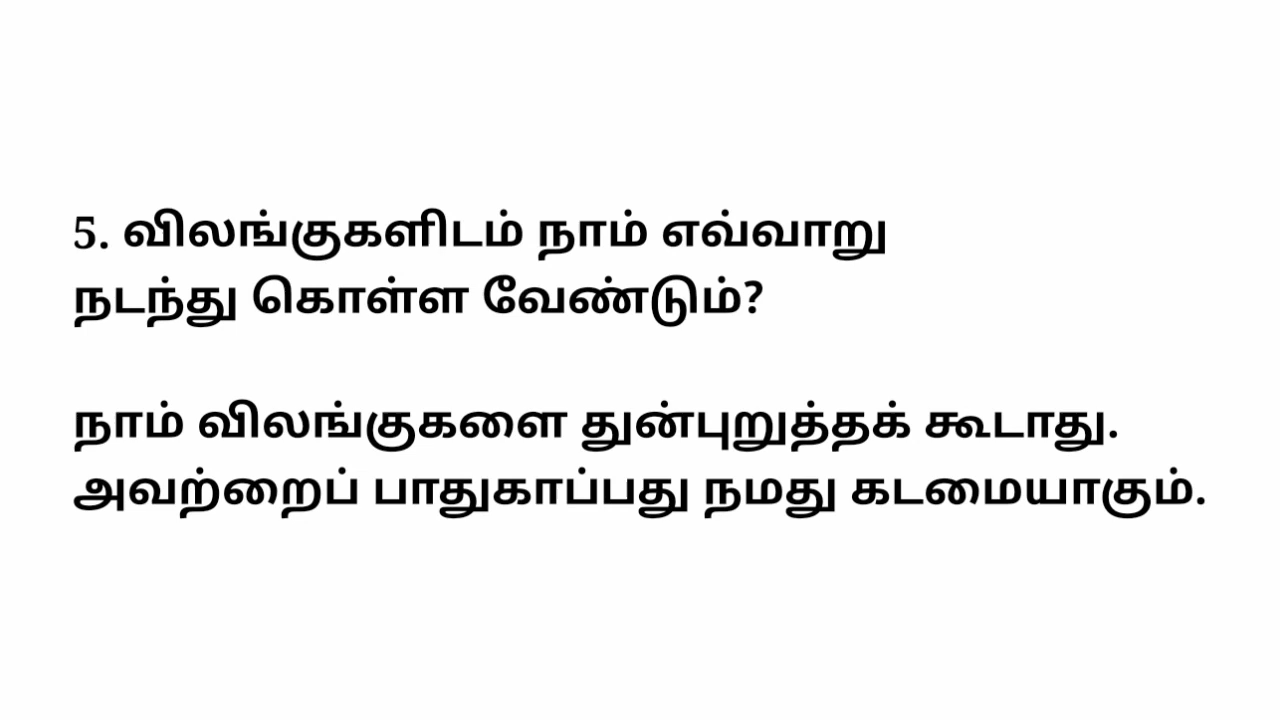 5. விலங்குகளிடம் நாம் எவ்வாறு
நடந்து கொள்ள வேண்டும்?
நாம் விலங்குகளை துன்புறுத்தக் கூடாது.
அவற்றைப் பாதுகாப்பது நமது கடமையாகும்.